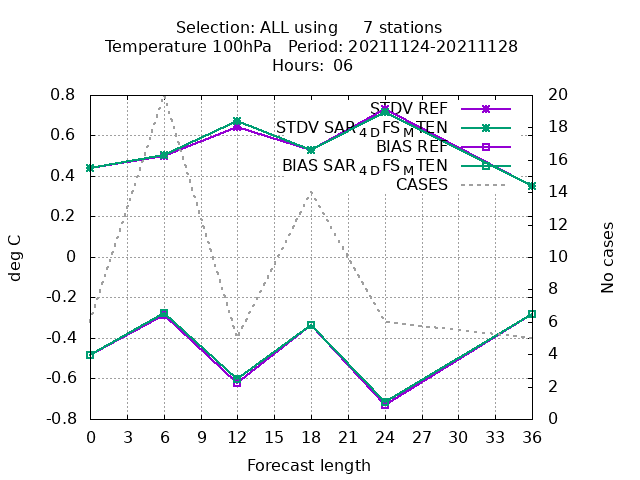 Selection: ALL using 7 stations
Temperature 100hPa Period: 20211124-20211128
Hours: 06
STDV REF
STDV SAR4DFSMTEN
BIAS REF
BIAS SAR4DFSMTEN
CASES
0.8
0.6
0.4
0.2
0
-0.2
-0.4
-0.6
-0.8
deg C
20
18
16
14
12
10
8
6
4
2
0
No cases
0 3 6 9 12 15 18 21 24 27 30 33 36
Forecast length